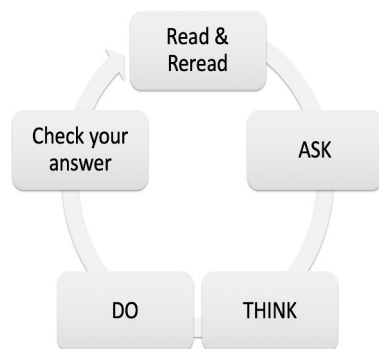 Read &
Reread
ASK
THINK
DO
Check your
answer